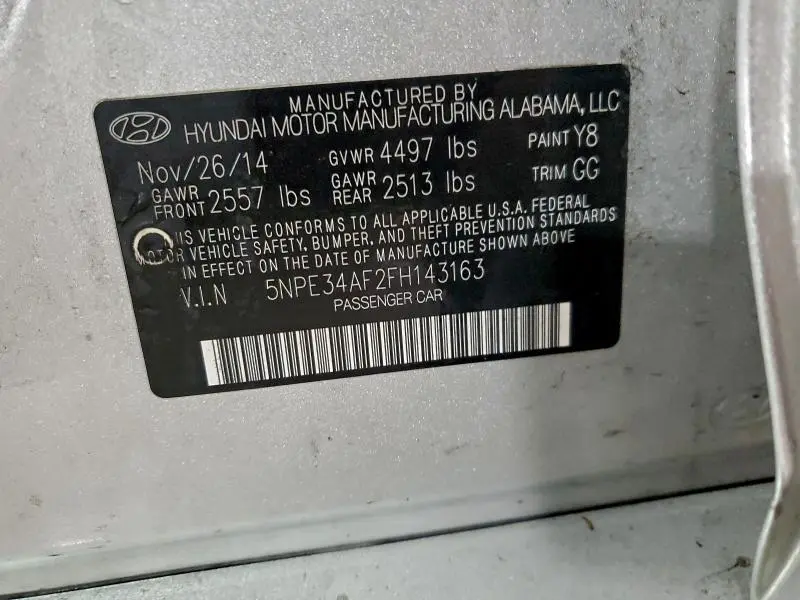 MANUFACTURED BY
HYUNDAI MOTOR MANUFACTURING ALABAMA, LLC
Nov/26/14 GVWR 4497 lbs PAINT Y8
GAWR FRONT 2557 lbs GAWR REAR 2513 lbs TRIM GG
IS VEHICLE CONFORMS TO ALL APPLICABLE U.S.A. FEDERAL
MOTOR VEHICLE SAFETY, BUMPER, AND THEFT PREVENTION STANDARDS
IN EFFECT ON THE DATE OF MANUFACTURE SHOWN ABOVE
V.I.N 5NPE34AF2FH143163
PASSENGER CAR